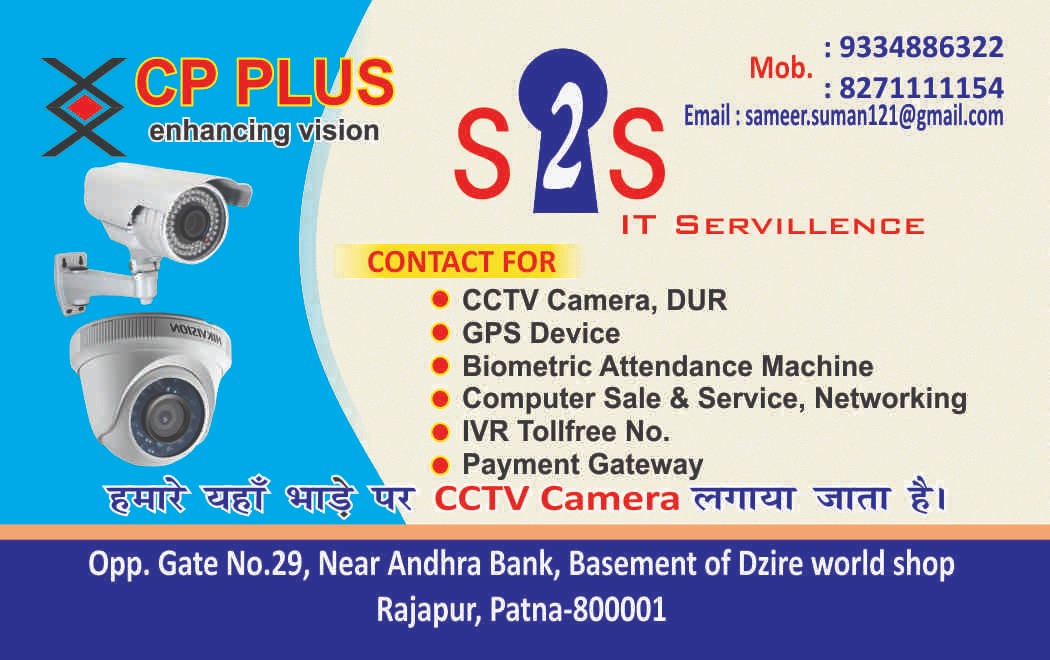 CP PLUS
enhancing vision
S2S
IT SERVILLENCE
Mob. : 9334886322
: 8271111154
Email : sameer.suman121@gmail.com
HIKVISION
CONTACT FOR
CCTV Camera, DUR
GPS Device
Biometric Attendance Machine
Computer Sale & Service, Networking
IVR Tollfree No.
Payment Gateway
हमारे यहाँ भाड़े पर CCTV Camera लगाया जाता है।
Opp. Gate No.29, Near Andhra Bank, Basement of Dzire world shop
Rajapur, Patna-800001